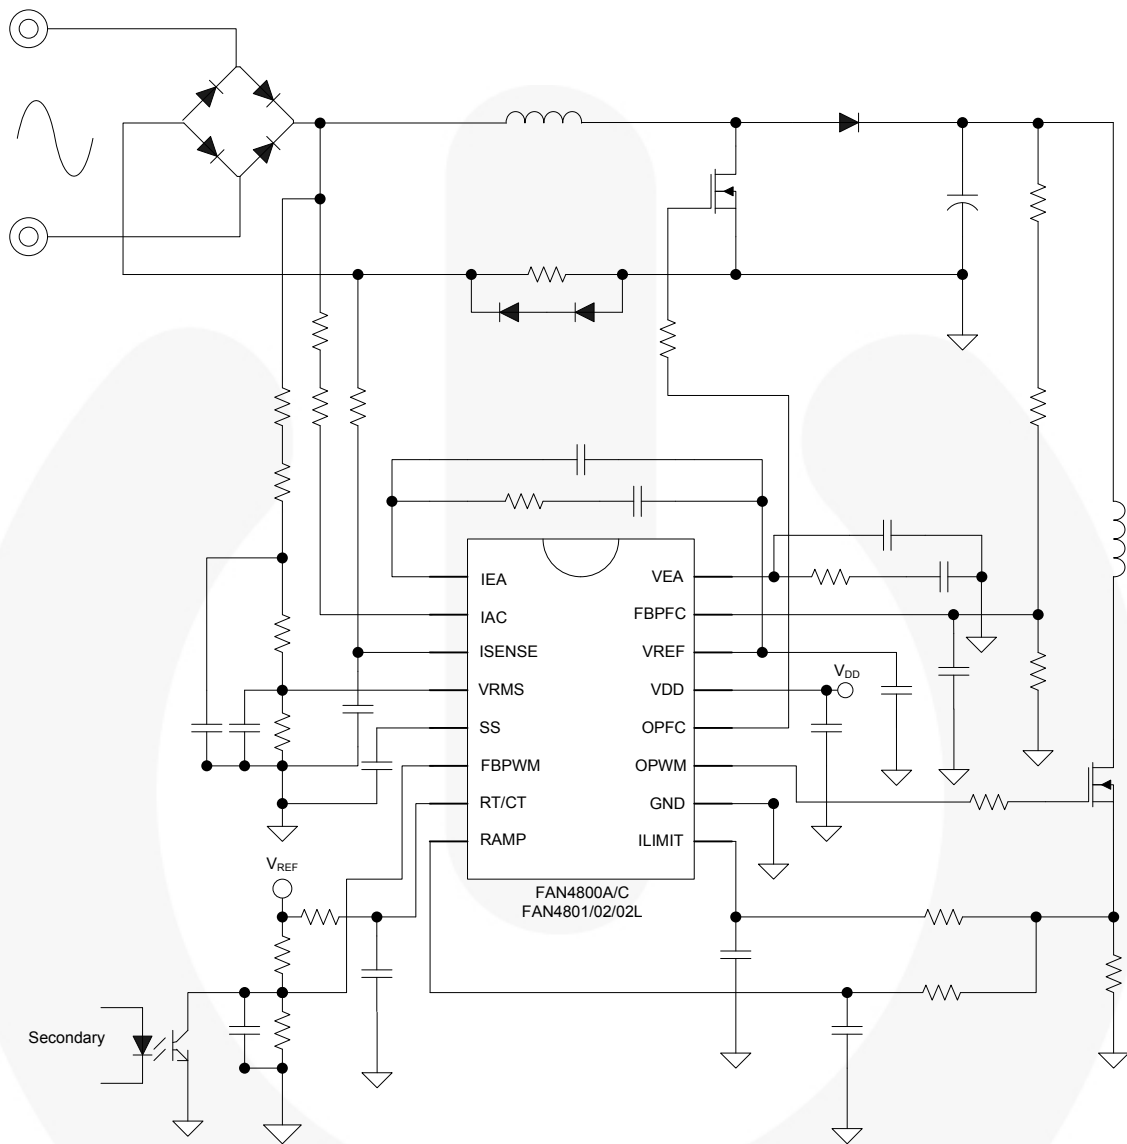 IEA
VEA
IAC
FBPFC
ISENSE
VREF
VRMS
VDD
VDD
SS
OPFC
FBPWM
OPWM
RT/CT
GND
RAMP
ILIMIT
FAN4800A/C
FAN4801/02/02L
VREF
Secondary